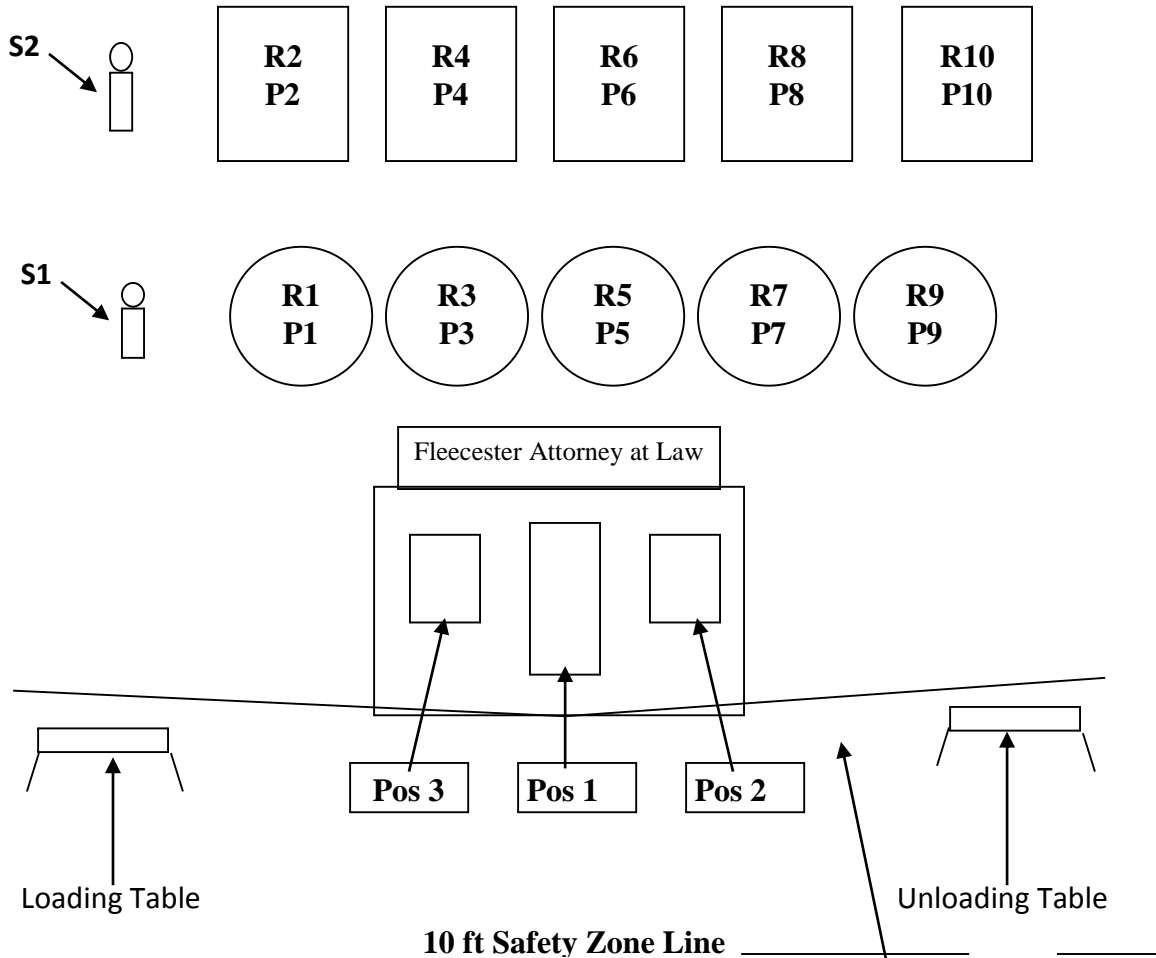 S2
R2 R4 R6 R8 R10
P2 P4 P6 P8 P10
S1
R1 R3 R5 R7 R9
P1 P3 P5 P7 P9
Fleecester Attorney at Law
Pos 3 Pos 1 Pos 2
Loading Table Unloading Table
10 ft Safety Zone Line